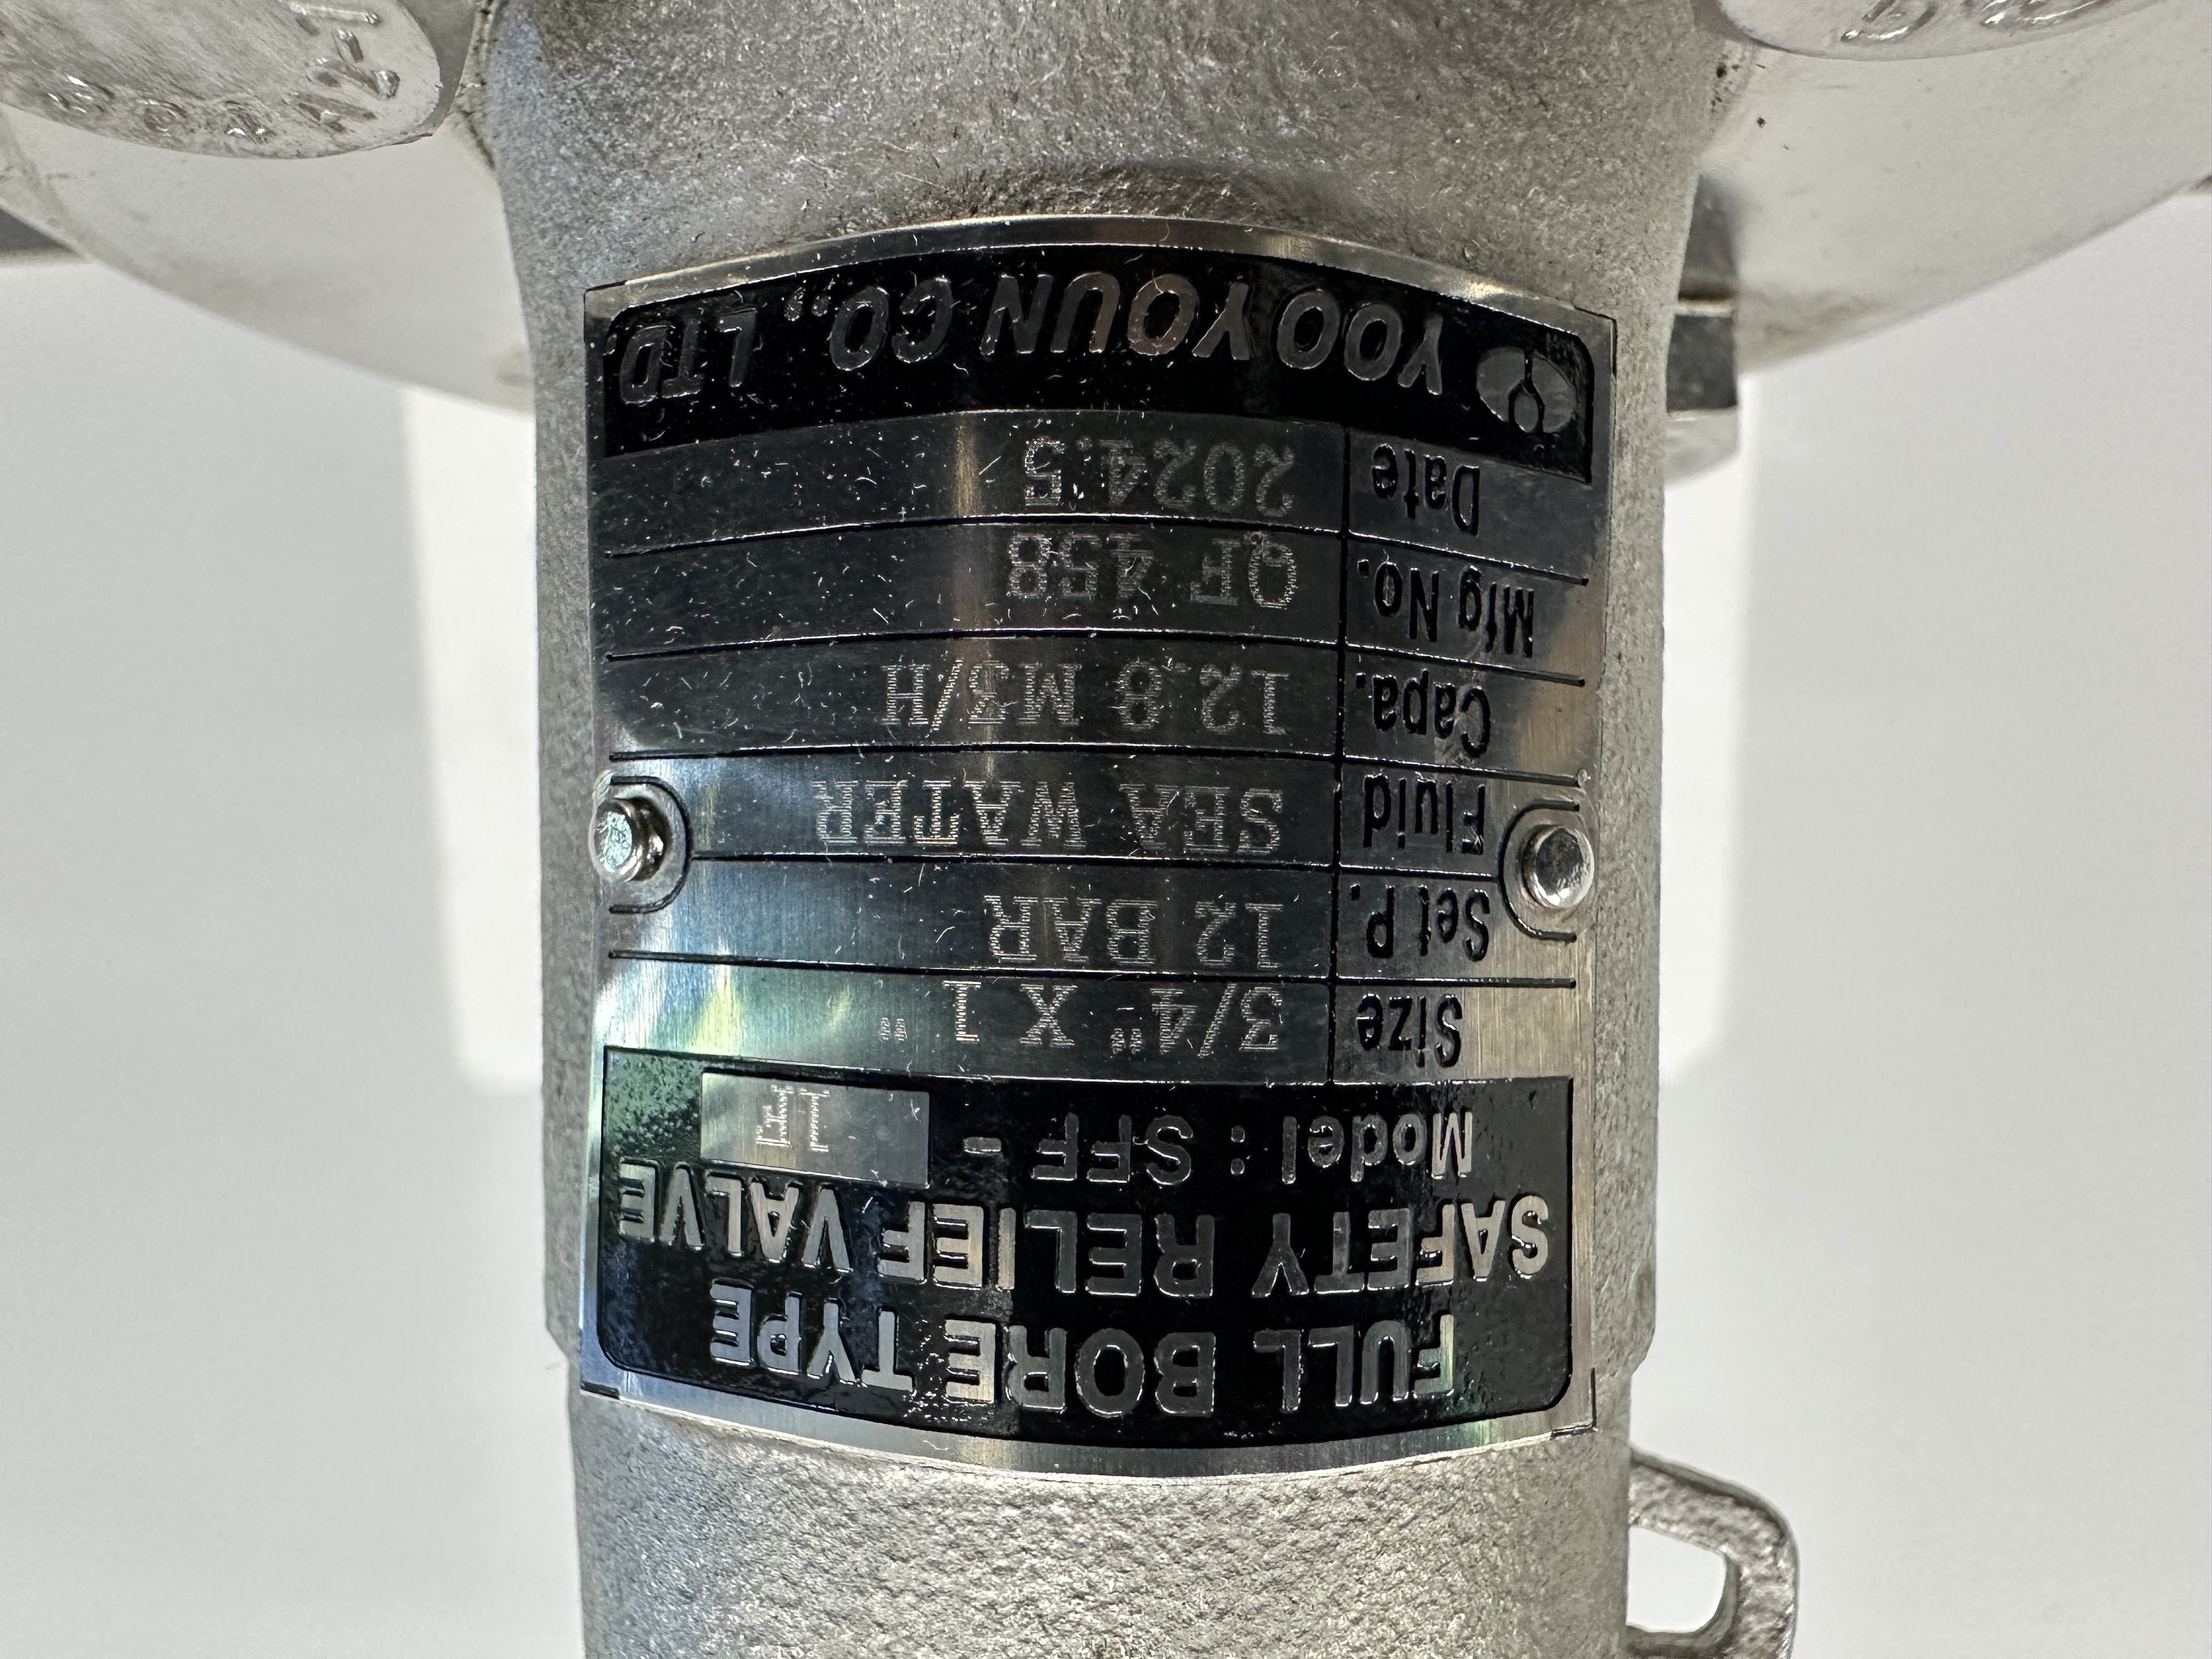 FULL BORE TYPE
SAFETY RELIEF VALVE
Model : SFF -
Size 3/4" X 1 "
Set P. 12 BAR
Fluid SEA WATER
Capa. 12.8 M3/H
Mfg No. QF 458
Date 2024.5
YOO YOUN CO., LTD.